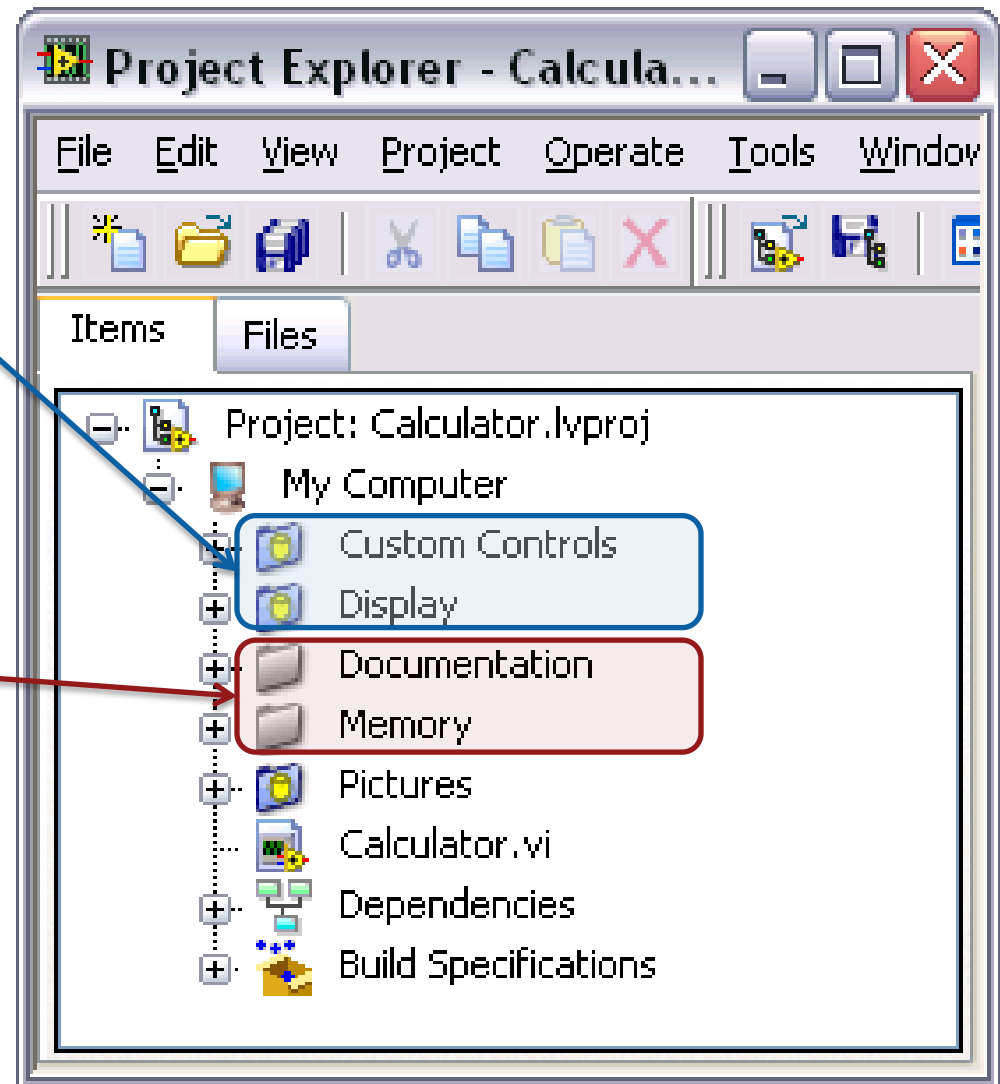 Project Explorer - Calcula...
File Edit View Project Operate Tools Window
Items Files
Project: Calculator.lvproj
My Computer
Custom Controls
Display
Documentation
Memory
Pictures
Calculator.vi
Dependencies
Build Specifications